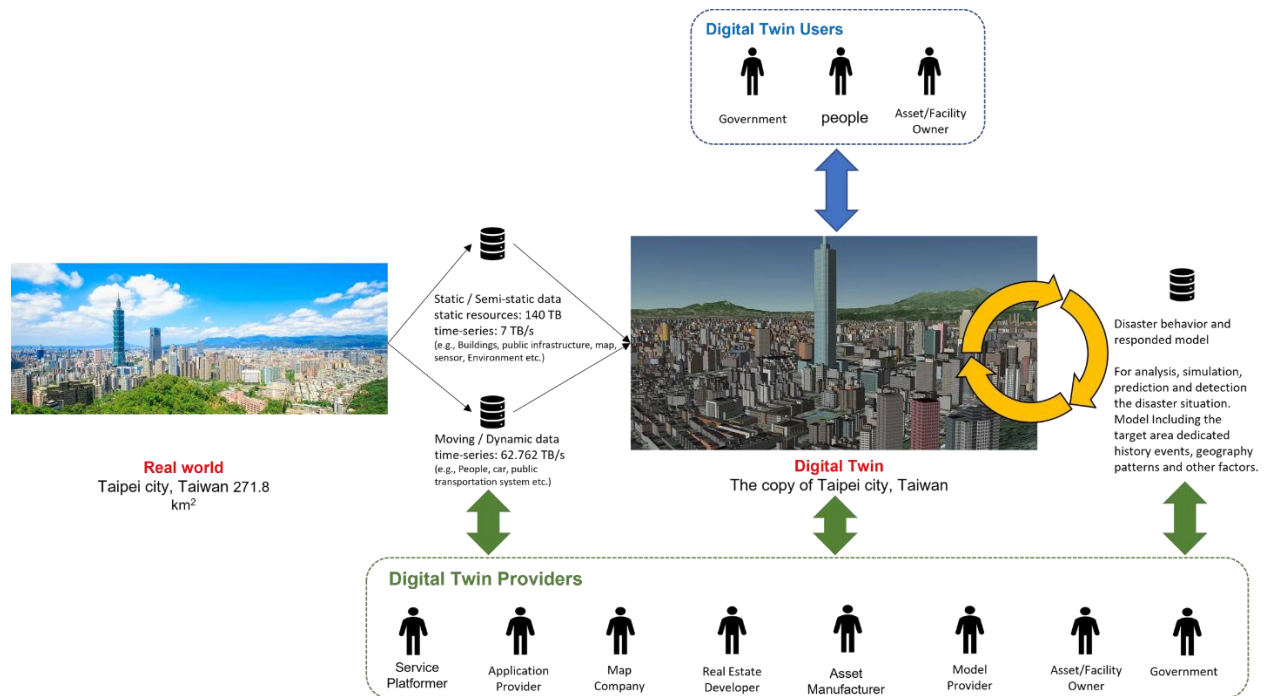 Digital Twin Users
Government
people
Asset/Facility
Owner
Static / Semi-static data
static resources: 140 TB
time-series: 7 TB/s
(e.g., Buildings, public infrastructure, map,
sensor, Environment etc.)
Moving / Dynamic data
time-series: 62.762 TB/s
(e.g., People, car, public
transportation system etc.)
Real world
Taipei city, Taiwan 271.8
km²
Digital Twin
The copy of Taipei city, Taiwan
Disaster behavior and
responded model
For analysis, simulation,
prediction and detection
the disaster situation.
Model Including the
target area dedicated
history events, geography
patterns and other factors.
Digital Twin Providers
Service
Platformer
Application
Provider
Map
Company
Real Estate
Developer
Asset
Manufacturer
Model
Provider
Asset/Facility
Owner
Government